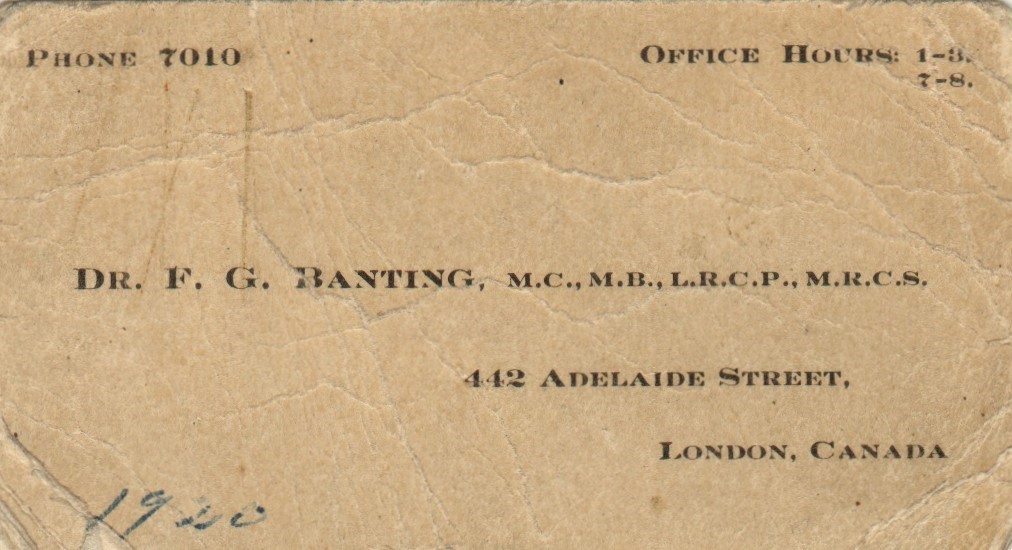 PHONE 7010
OFFICE HOURS: 1-3.
7-8.
DR. F. G. BANTING, M.C., M.B., L.R.C.P., M.R.C.S.
442 ADELAIDE STREET,
LONDON, CANADA
1920